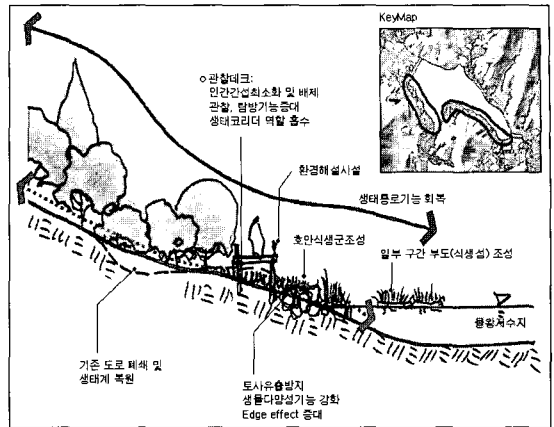 KeyMap
○ 관찰데크:
인간간섭최소화 및 배제
관찰, 탐방기능증대
생태코리더 역할 흡수
환경해설시설
생태통로기능 회복
호안식생군조성
일부 구간 부도(식생섬) 조성
물왕저수지
기존 도로 폐쇄 및
생태계 복원
토사유출방지
생물다양성기능 강화
Edge effect 증대